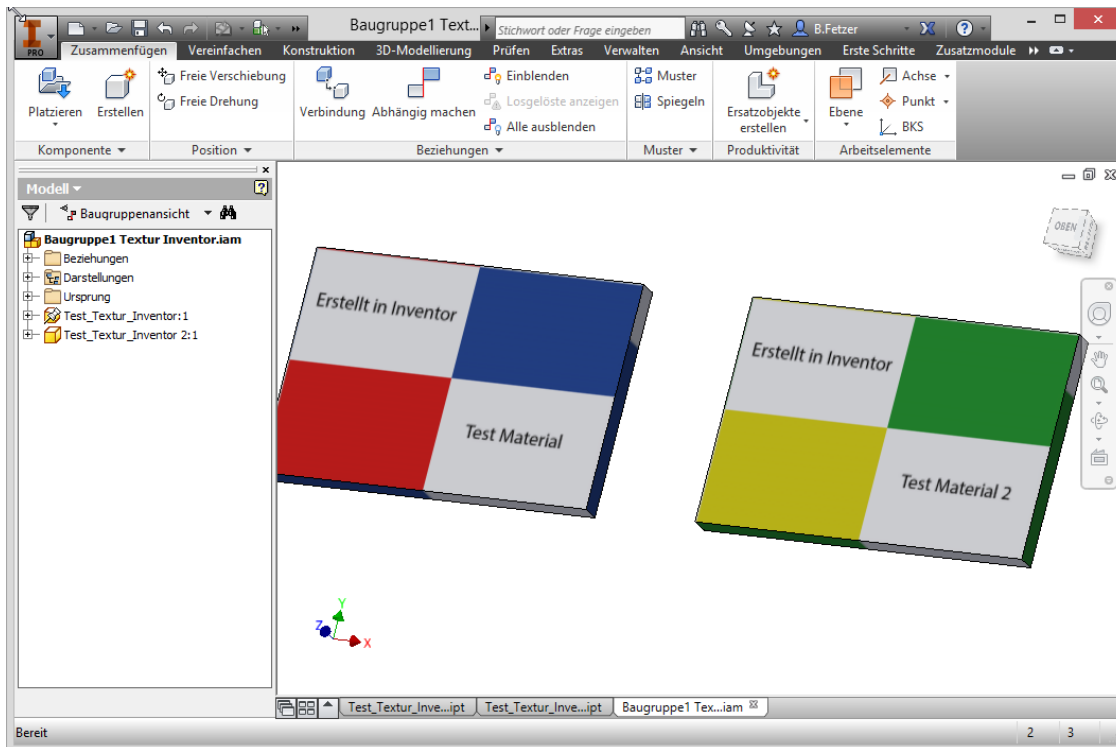 Baugruppe1 Text...
Stichwort oder Frage eingeben
B.Fetzer
PRO
Zusammenfügen Vereinfachen Konstruktion 3D-Modellierung Prüfen Extras Verwalten Ansicht Umgebungen Erste Schritte Zusatzmodule
Platzieren
Erstellen
Freie Verschiebung
Freie Drehung
Verbindung
Abhängig machen
Einblenden
Losgelöste anzeigen
Alle ausblenden
Muster
Spiegeln
Ersatzobjekte
erstellen
Ebene
Achse
Punkt
BKS
Komponente Position Beziehungen Muster Produktivität Arbeitselemente
Modell
Baugruppenansicht
Baugruppe1 Textur Inventor.iam
Beziehungen
Darstellungen
Ursprung
Test_Textur_Inventor:1
Test_Textur_Inventor 2:1
OBEN
Erstellt in Inventor
Test Material
Erstellt in Inventor
Test Material 2
Y
Z
X
Test_Textur_Inve...ipt Test_Textur_Inve...ipt Baugruppe1 Tex...iam
Bereit
2 3